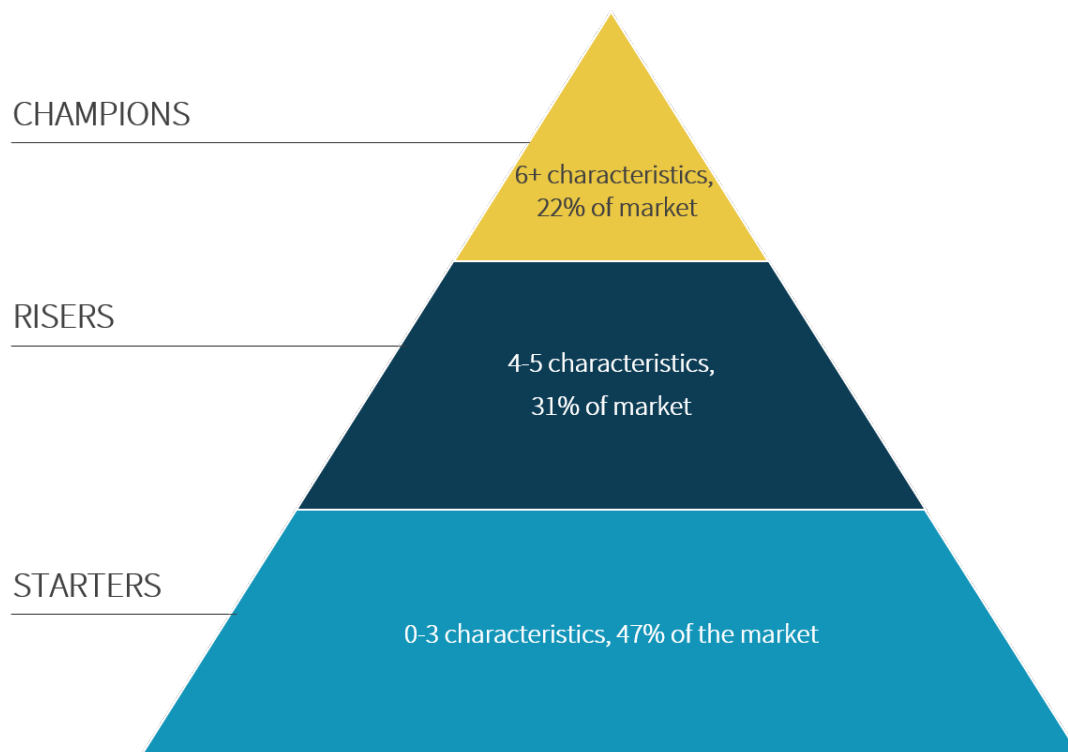 CHAMPIONS
6+ characteristics,
22% of market
RISERS
4-5 characteristics,
31% of market
STARTERS
0-3 characteristics, 47% of the market